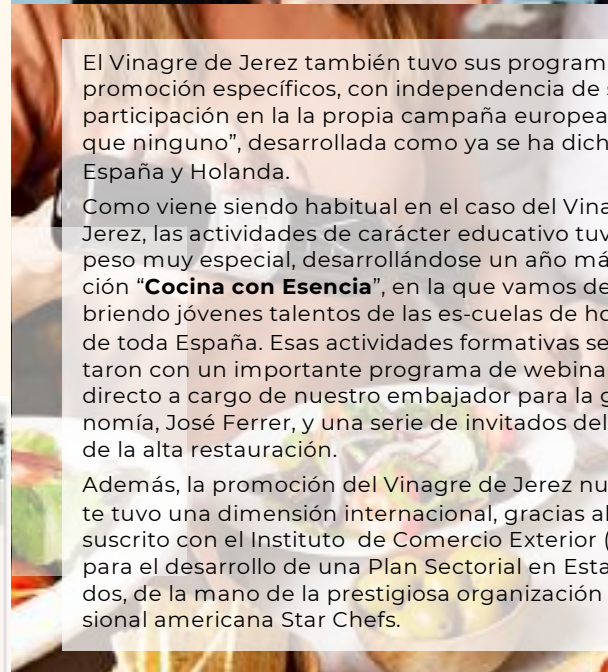 El Vinagre de Jerez también tuvo sus program
promoción específicos, con independencia de s
participación en la la propia campaña europea
que ninguno”, desarrollada como ya se ha dich
España y Holanda.
Como viene siendo habitual en el caso del Vina
Jerez, las actividades de carácter educativo tuv
peso muy especial, desarrollándose un año má
ción “Cocina con Esencia”, en la que vamos de
briendo jóvenes talentos de las es-cuelas de ho
de toda España. Esas actividades formativas se
taron con un importante programa de webina
directo a cargo de nuestro embajador para la g
nomía, José Ferrer, y una serie de invitados del
de la alta restauración.
Además, la promoción del Vinagre de Jerez nu
te tuvo una dimensión internacional, gracias al
suscrito con el Instituto de Comercio Exterior (
para el desarrollo de una Plan Sectorial en Esta
dos, de la mano de la prestigiosa organización
sional americana Star Chefs.